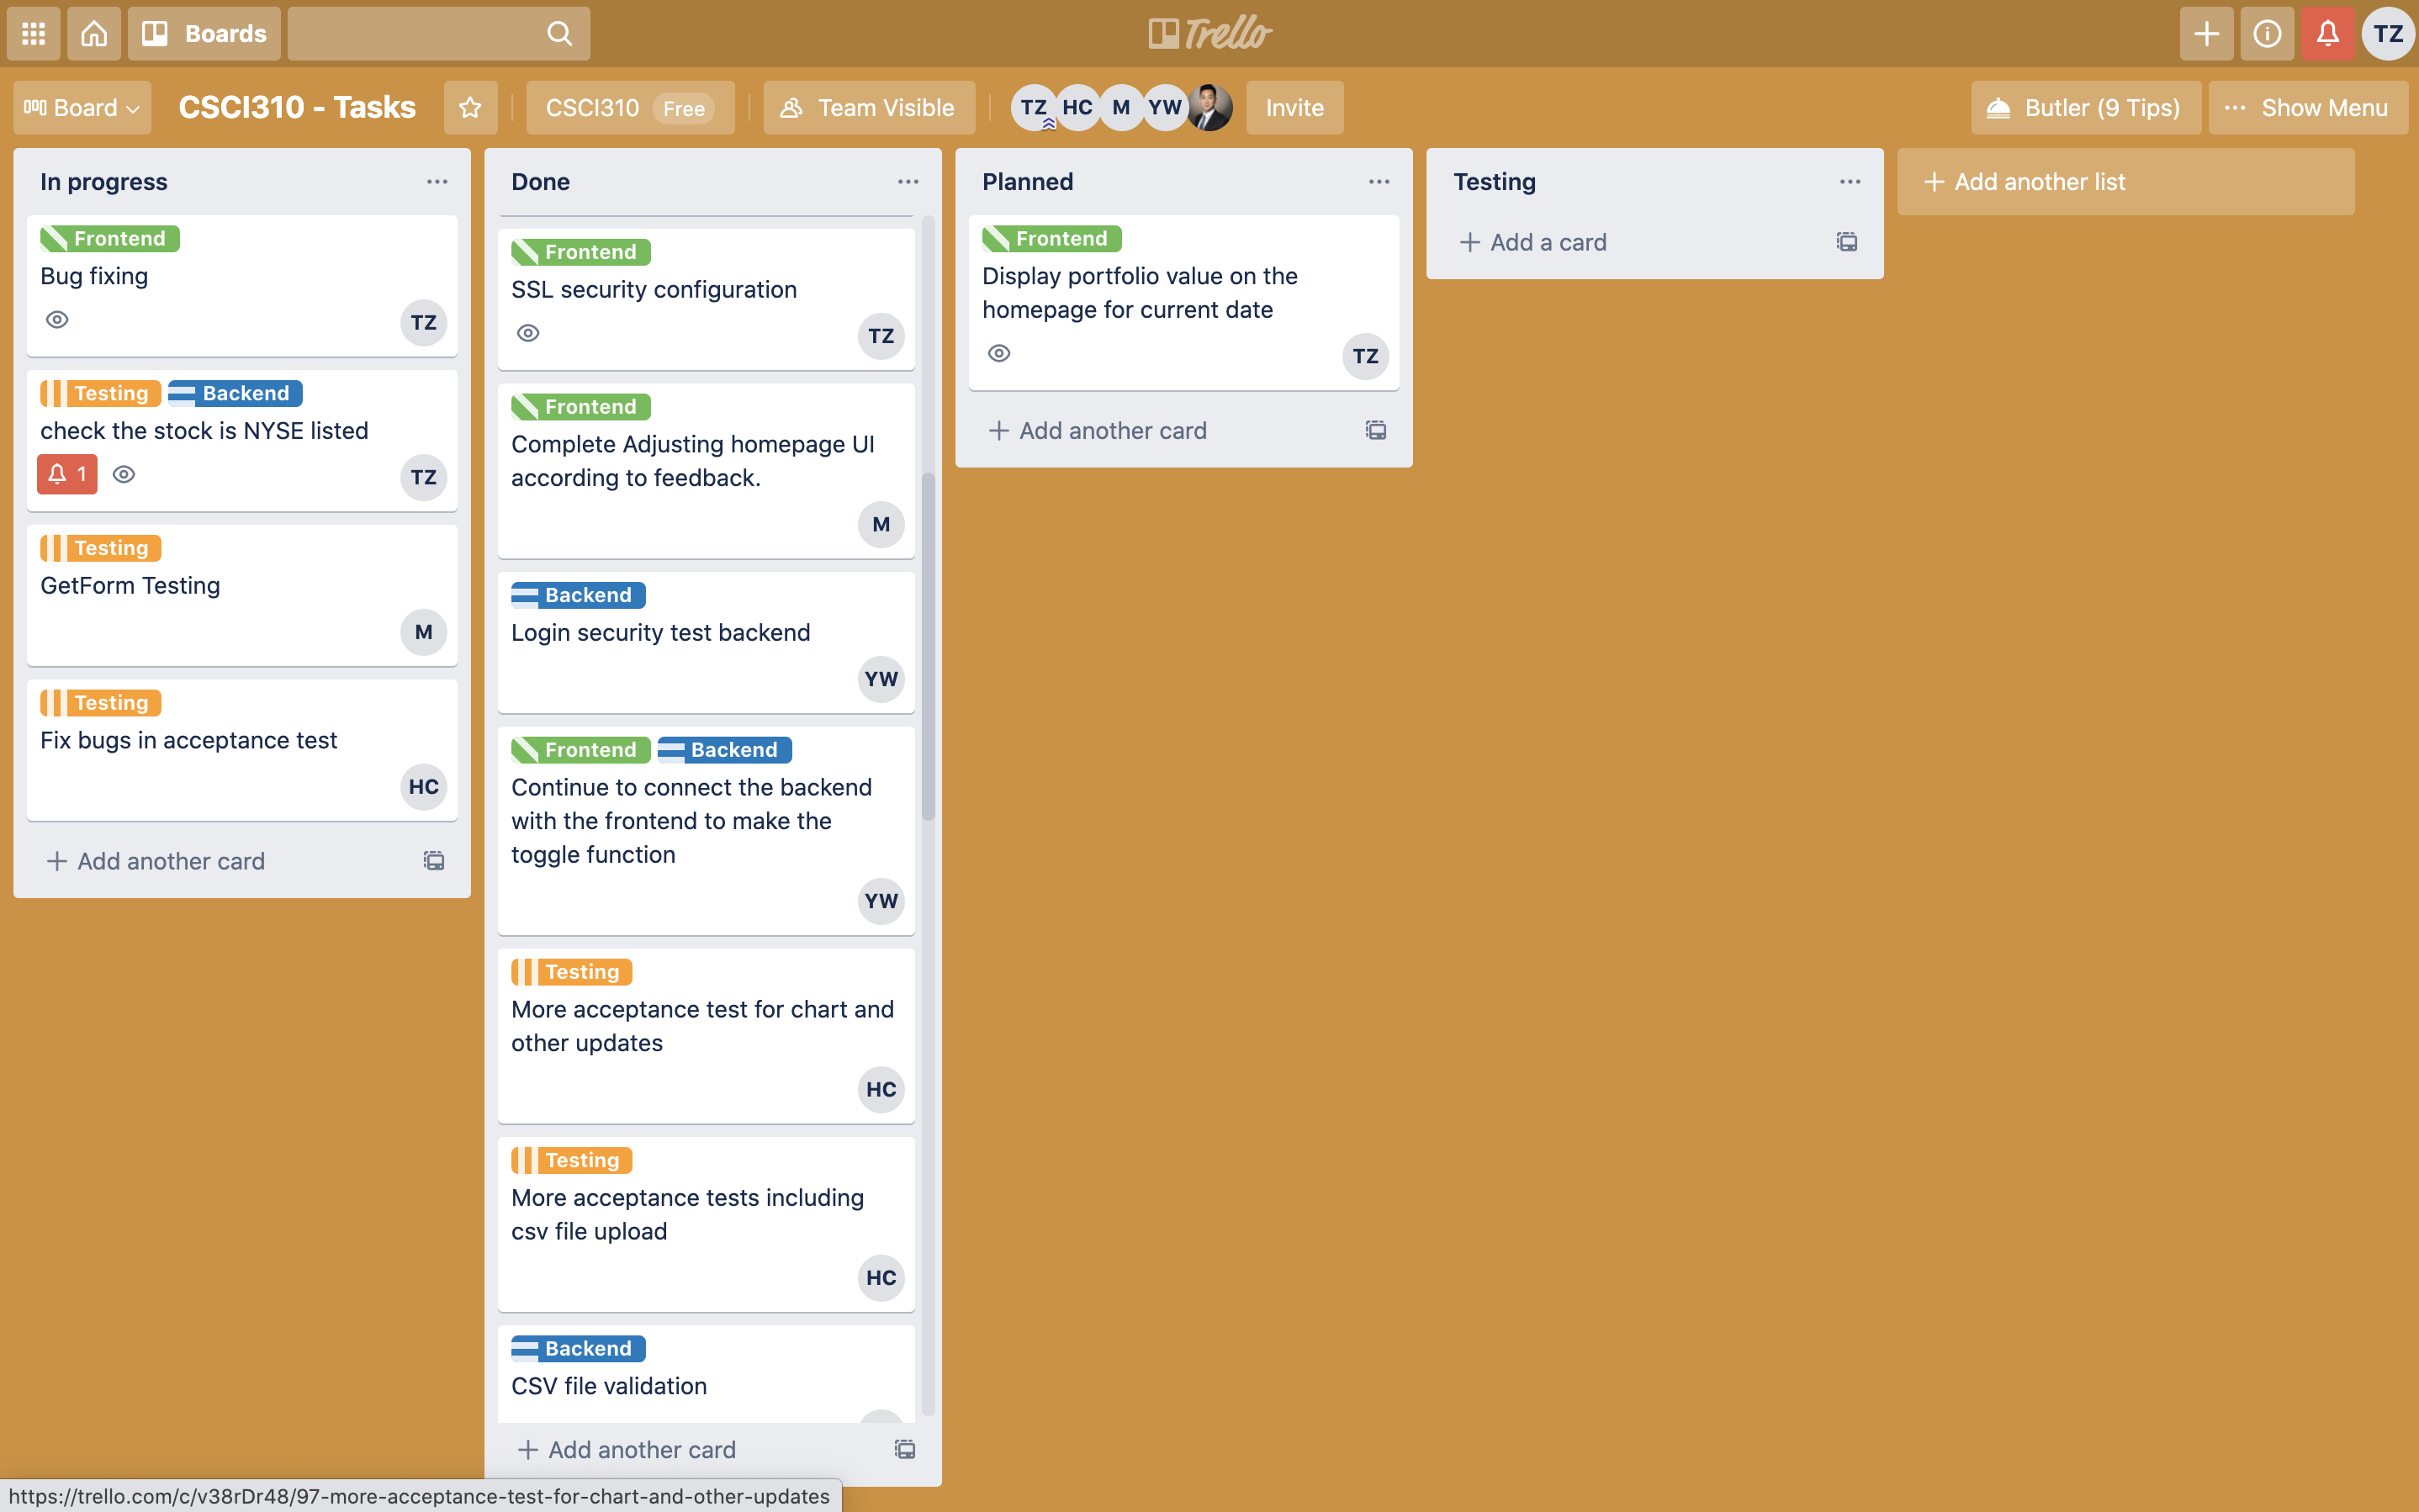 Boards
Trello
TZ
Board
CSCI310 - Tasks
CSCI310 Free
Team Visible
TZ HC M YW
Invite
Butler (9 Tips)
... Show Menu
In progress
Frontend
Bug fixing
TZ
Testing Backend
check the stock is NYSE listed
1
TZ
Testing
GetForm Testing
M
Testing
Fix bugs in acceptance test
HC
+ Add another card
Done
Frontend
SSL security configuration
TZ
Frontend
Complete Adjusting homepage UI
according to feedback.
M
Backend
Login security test backend
YW
Frontend Backend
Continue to connect the backend
with the frontend to make the
toggle function
YW
Testing
More acceptance test for chart and
other updates
HC
Testing
More acceptance tests including
csv file upload
HC
Backend
CSV file validation
+ Add another card
Planned
Frontend
Display portfolio value on the
homepage for current date
TZ
+ Add another card
Testing
+ Add a card
+ Add another list
https://trello.com/c/v38rDr48/97-more-acceptance-test-for-chart-and-other-updates